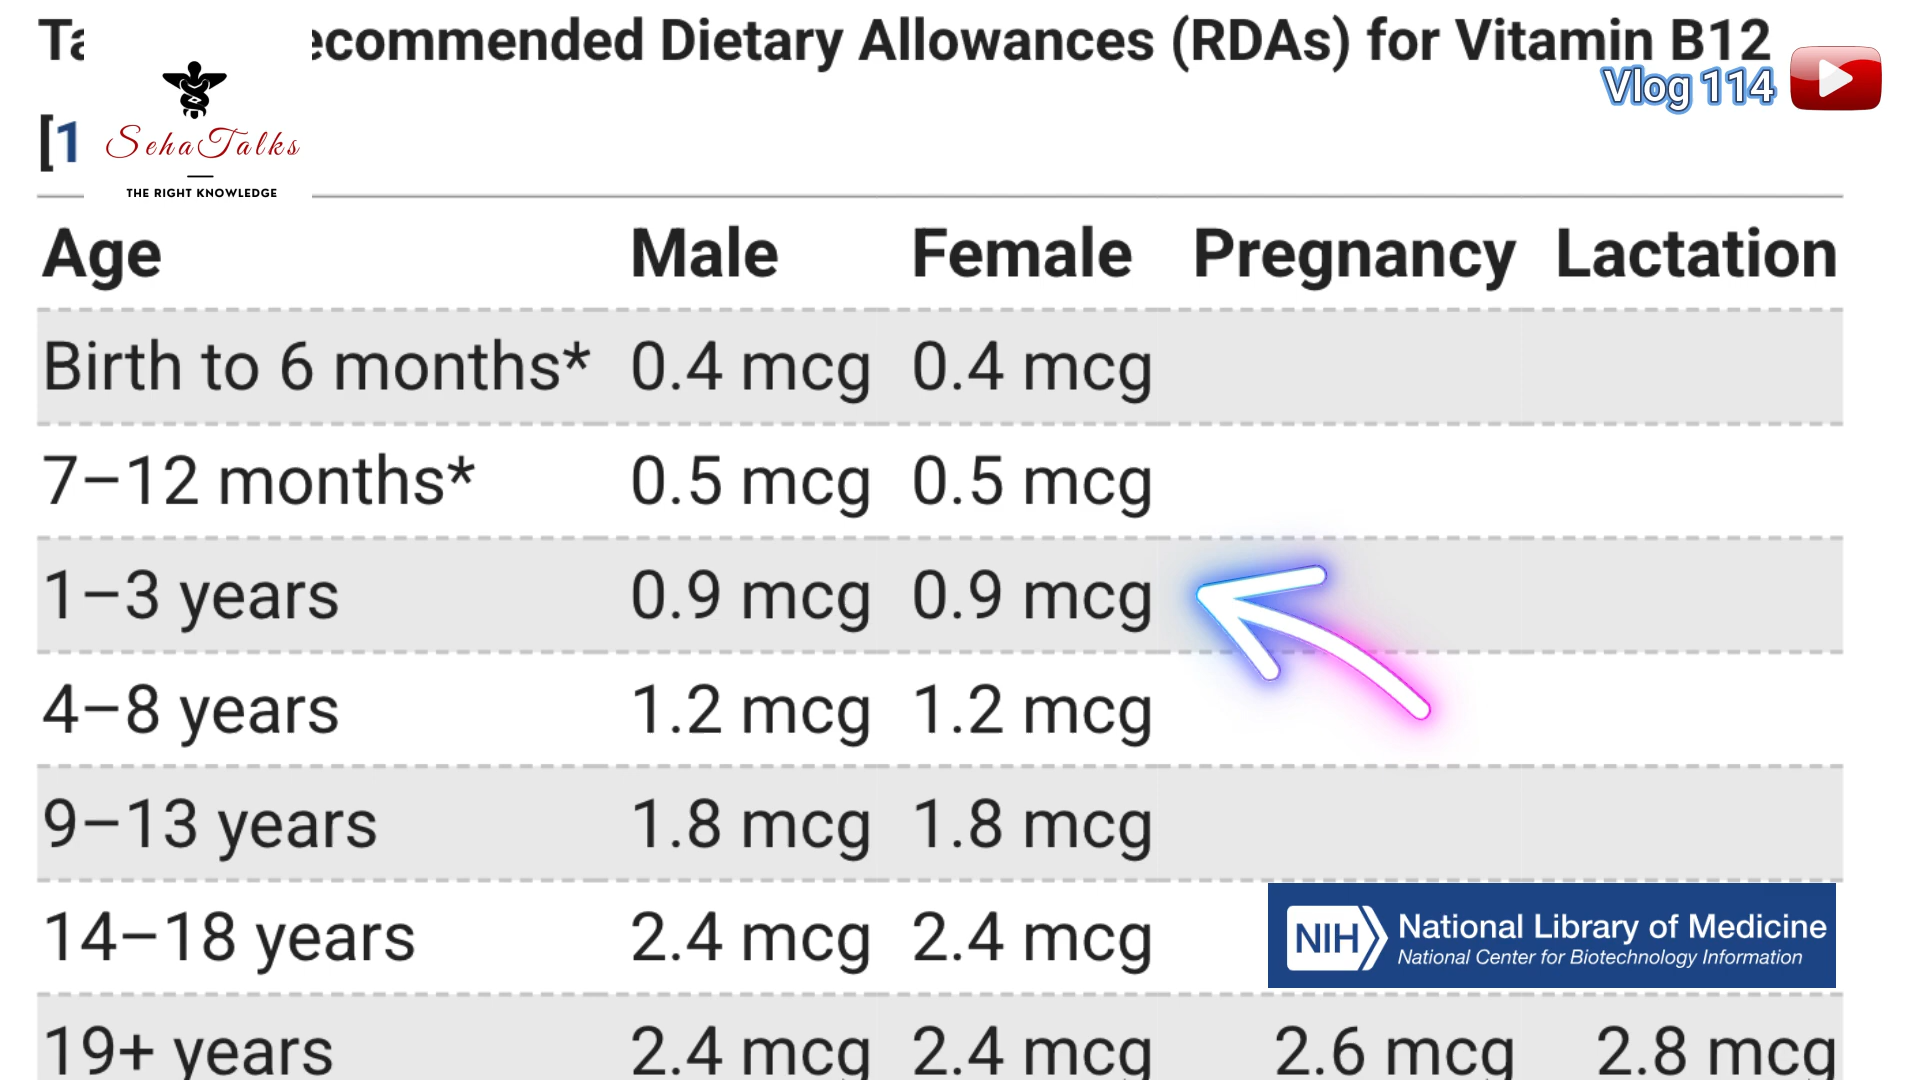 ecommended Dietary Allowances (RDAs) for Vitamin B12
Vlog 114
[1
SehaTalks
THE RIGHT KNOWLEDGE
Age Male Female Pregnancy Lactation
Birth to 6 months* 0.4 mcg 0.4 mcg
7–12 months* 0.5 mcg 0.5 mcg
1–3 years 0.9 mcg 0.9 mcg
4–8 years 1.2 mcg 1.2 mcg
9–13 years 1.8 mcg 1.8 mcg
14–18 years 2.4 mcg 2.4 mcg
NIH National Library of Medicine
National Center for Biotechnology Information
19+ years 2.4 mcg 2.4 mcg 2.6 mcg 2.8 mcg